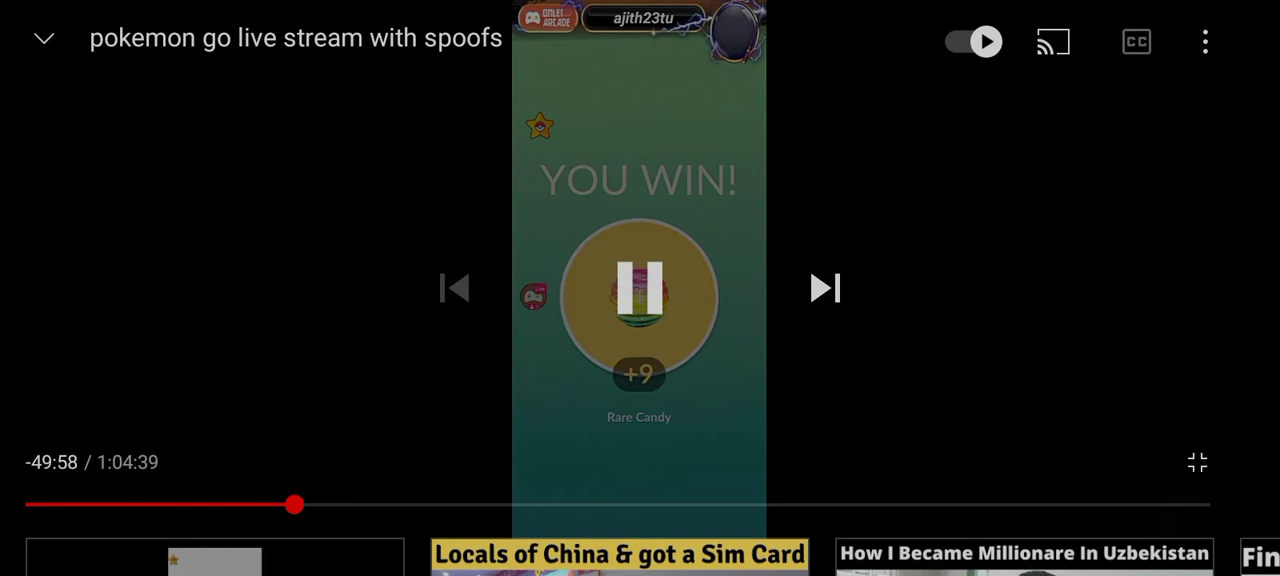 pokemon go live stream with spoofs
OMLET
ARCADE
ajith23tu
CC
YOU WIN!
+9
Rare Candy
-49:58 / 1:04:39
Locals of China & got a Sim Card
How I Became Millionare In Uzbekistan
Fin